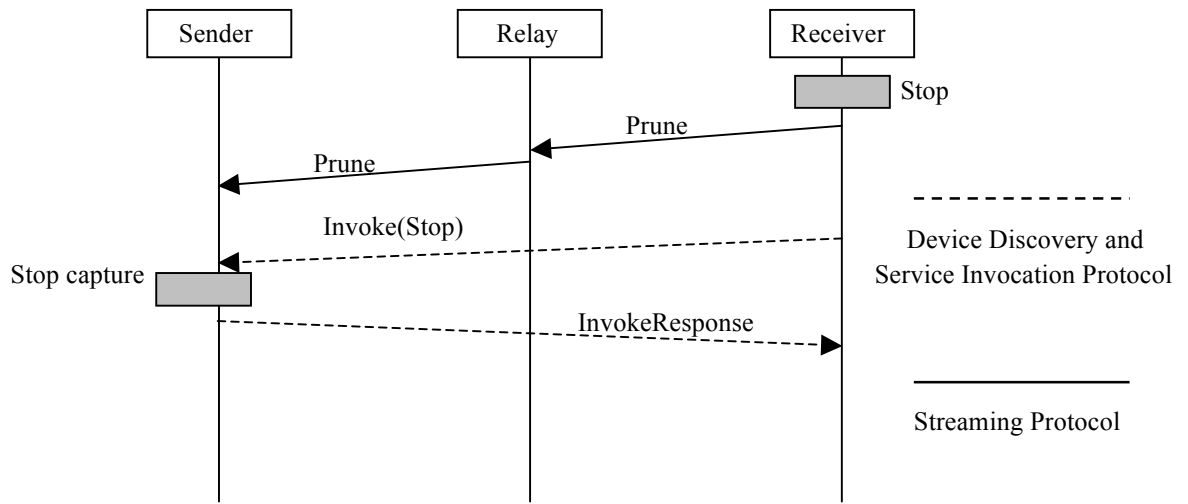 Sender
Relay
Receiver
Stop
Prune
Prune
Invoke(Stop)
Device Discovery and
Service Invocation Protocol
Stop capture
InvokeResponse
Streaming Protocol